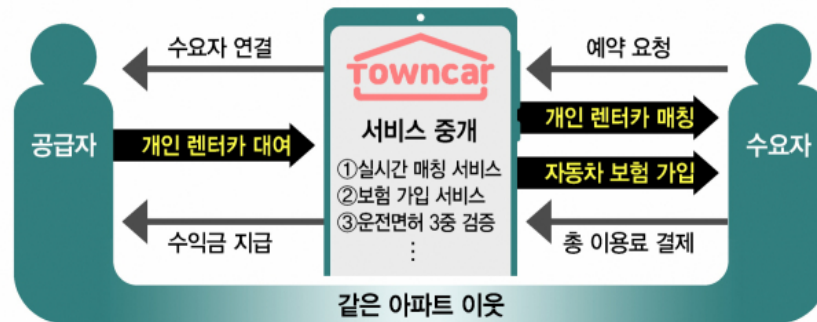 수요자 연결
Towncar
예약 요청
공급자
개인 렌터카 대여
서비스 중개
①실시간 매칭 서비스
②보험 가입 서비스
③운전면허 3중 검증
⋮
개인 렌터카 매칭
자동차 보험 가입
수요자
수익금 지급
총 이용료 결제
같은 아파트 이웃